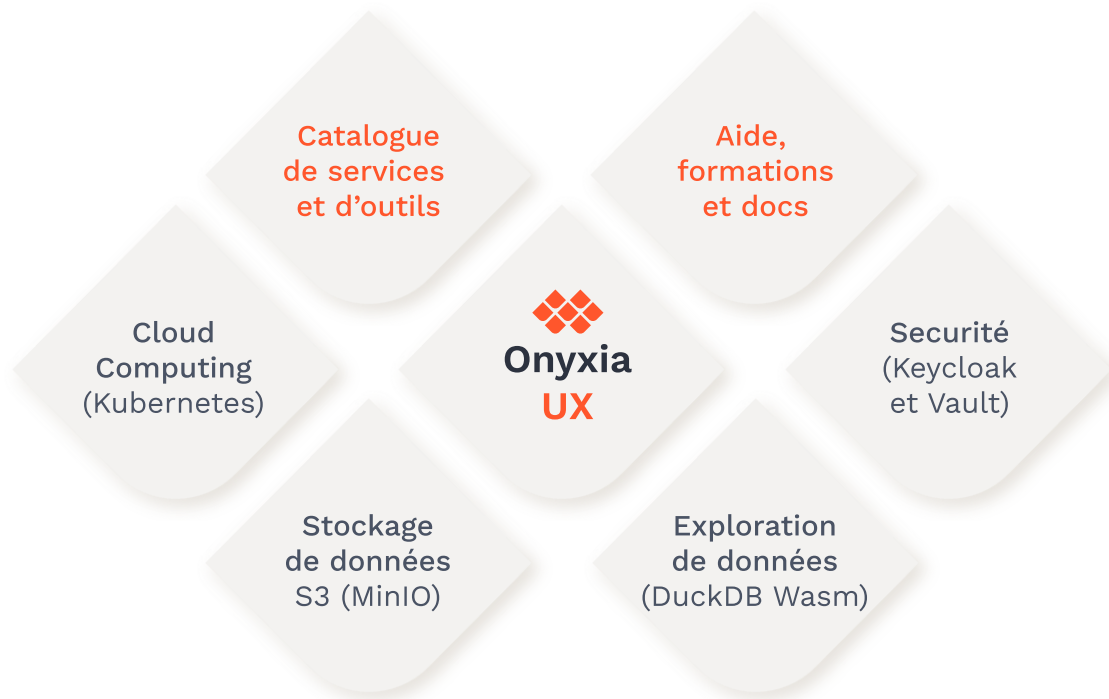 Catalogue
de services
et d’outils
Aide,
formations
et docs
Cloud
Computing
(Kubernetes)
Onyxia
UX
Securité
(Keycloak
et Vault)
Stockage
de données
S3 (MinIO)
Exploration
de données
(DuckDB Wasm)